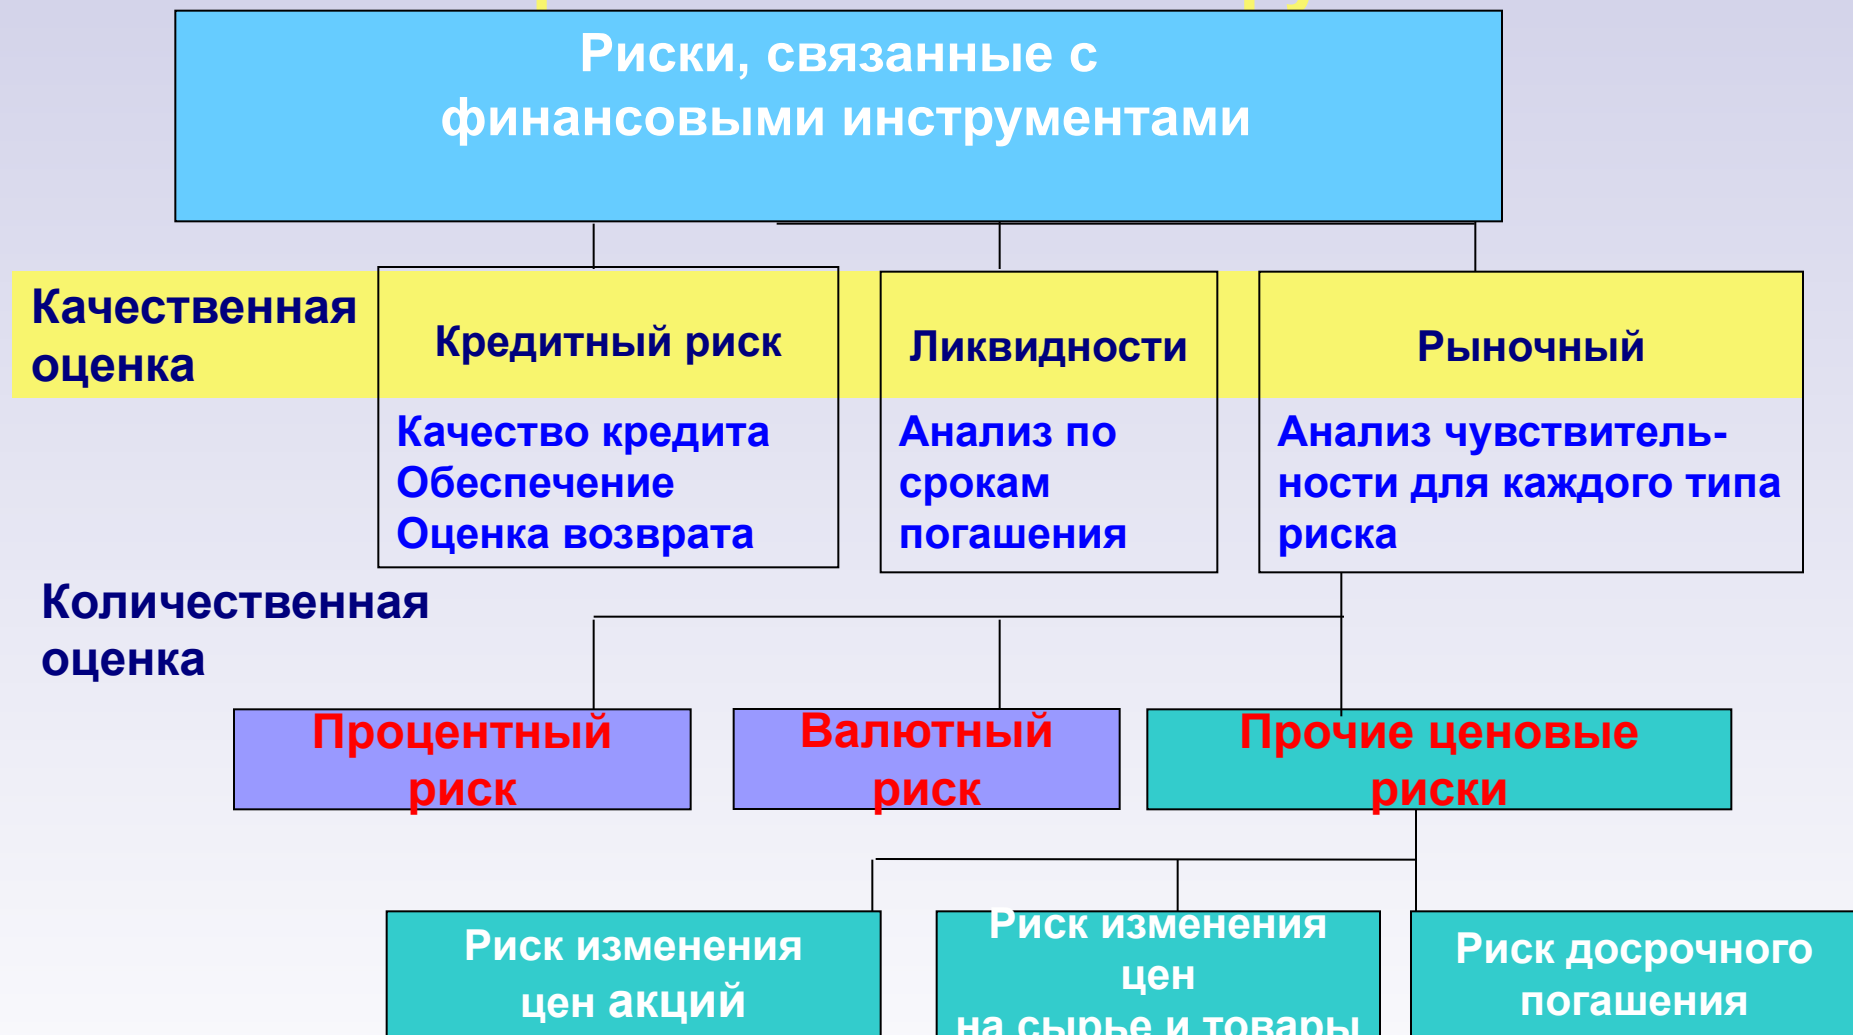 Риски, связанные с
финансовыми инструментами
Качественная
оценка
Кредитный риск
Ликвидности
Рыночный
Качество кредита
Обеспечение
Оценка возврата
Анализ по
срокам
погашения
Анализ чувствитель-
ности для каждого типа
риска
Количественная
оценка
Процентный
риск
Валютный
риск
Прочие ценовые
риски
Риск изменения
цен акций
Риск изменения
цен
на сырье и товары
Риск досрочного
погашения